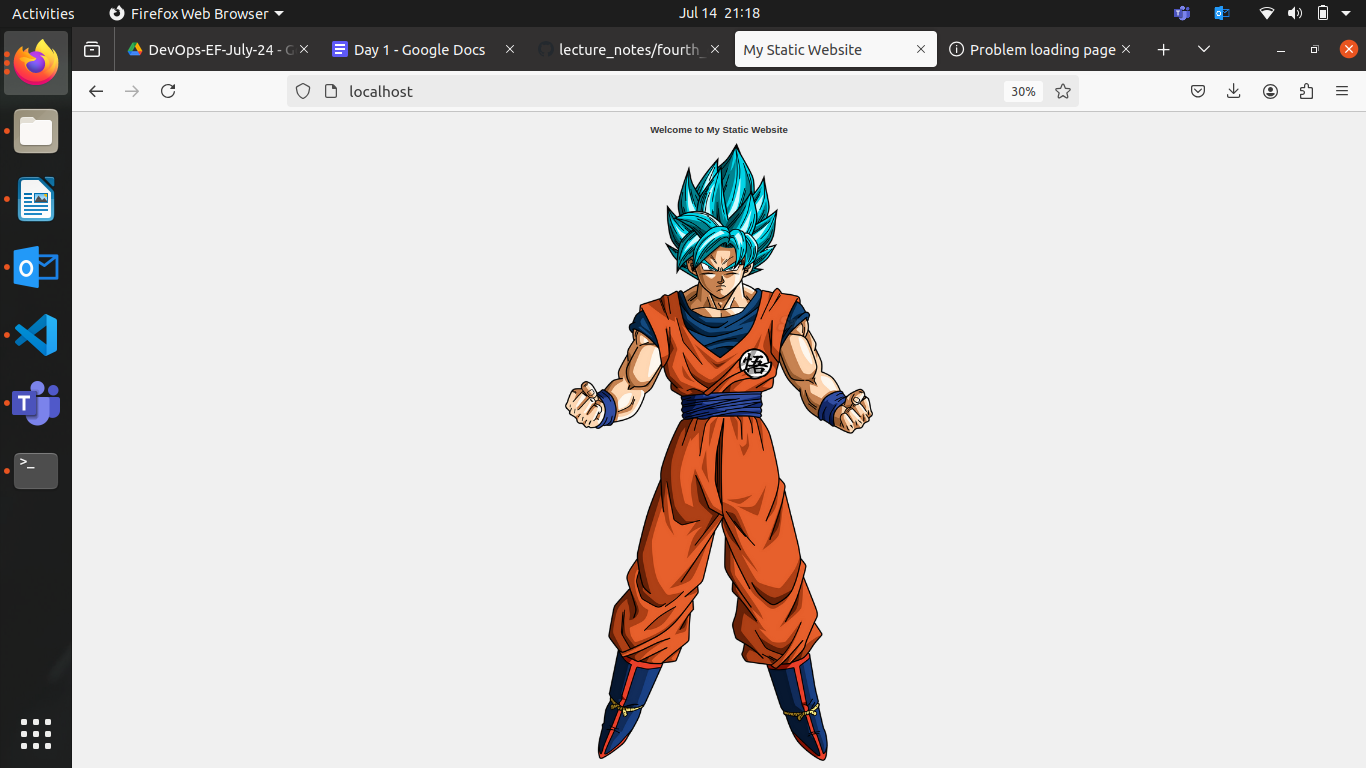 Activities
Firefox Web Browser
Jul 14 21:18
DevOps-EF-July-24 - G
Day 1 - Google Docs
lecture_notes/fourth_
My Static Website
Problem loading page
localhost
30%
Welcome to My Static Website
悟